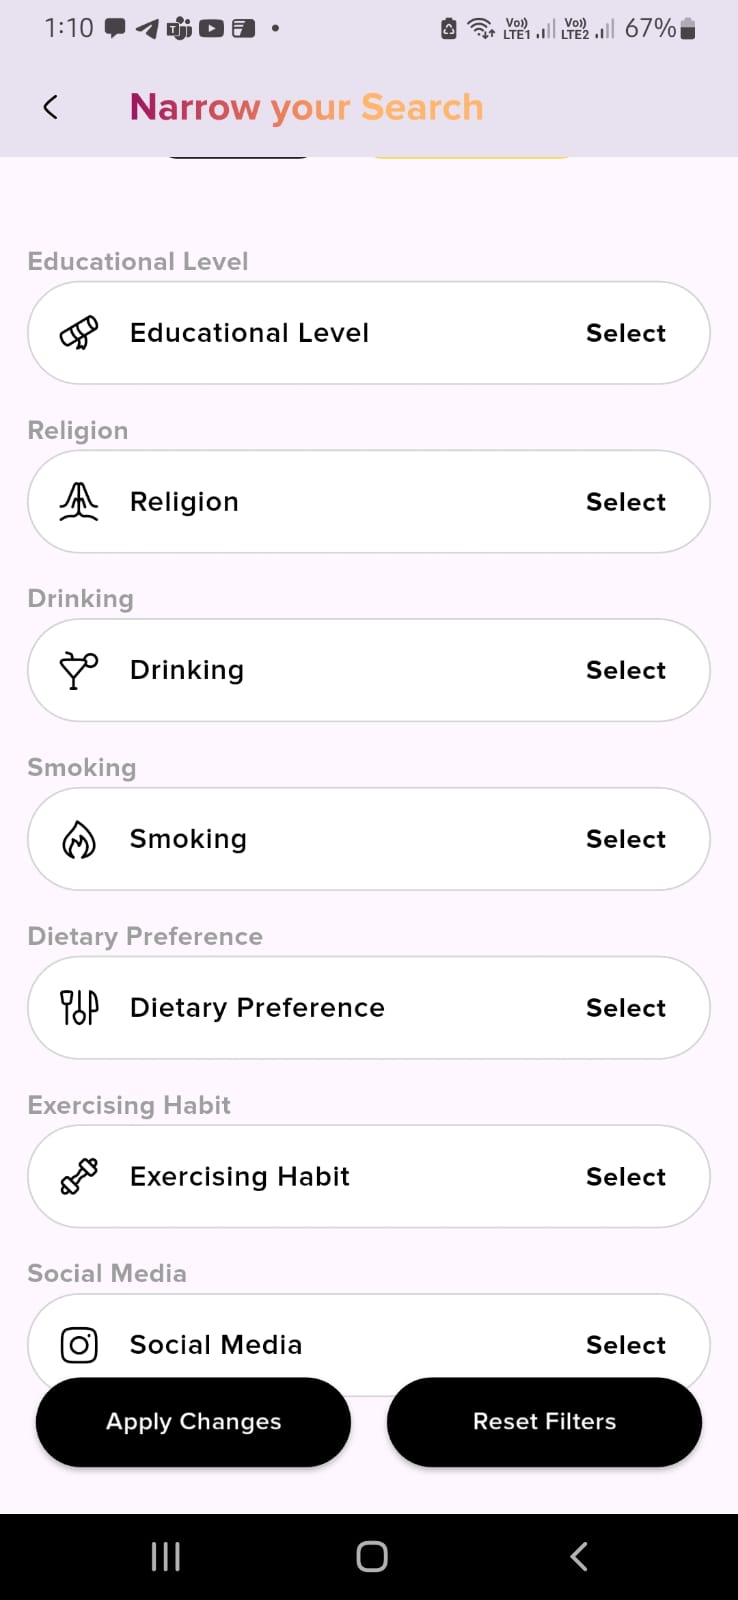 1:10
Vo)) LTE1 Vo)) LTE2 67%
Narrow your Search
Educational Level
Educational Level Select
Religion
Religion Select
Drinking
Drinking Select
Smoking
Smoking Select
Dietary Preference
Dietary Preference Select
Exercising Habit
Exercising Habit Select
Social Media
Social Media Select
Apply Changes Reset Filters